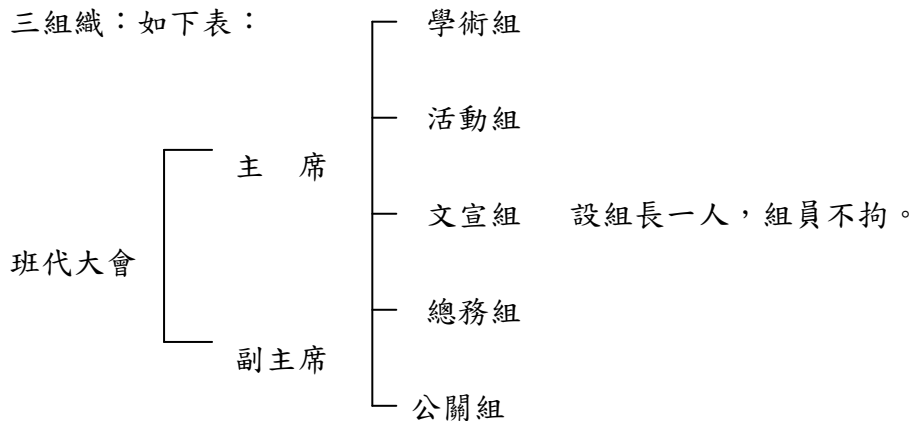 三組織：如下表：
學術組
活動組
主　席
文宣組　設組長一人，組員不拘。
班代大會
總務組
副主席
公關組